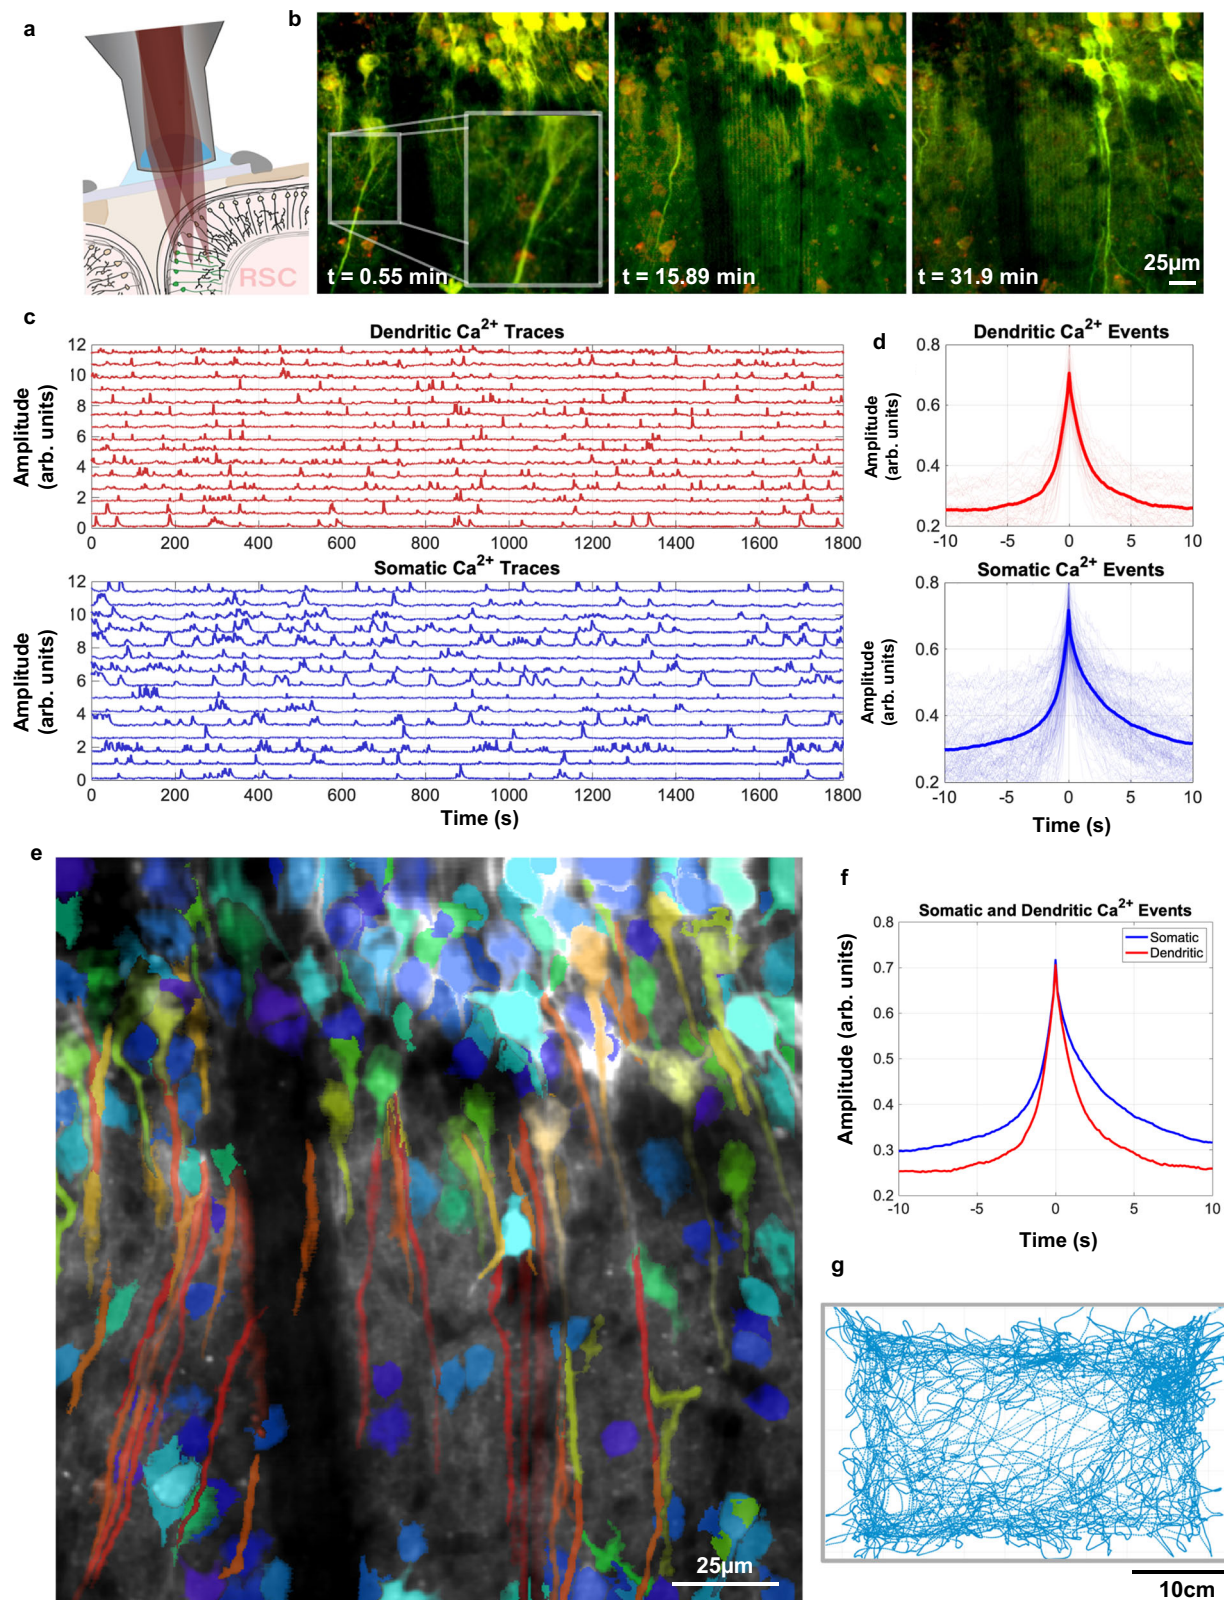 a
RSC
b
t = 0.55 min
t = 15.89 min
t = 31.9 min
25µm
c
Dendritic Ca2+ Traces
Amplitude
(arb. units)
12
10
8
6
4
2
0
0 200 400 600 800 1000 1200 1400 1600 1800
Somatic Ca2+ Traces
Amplitude
(arb. units)
12
10
8
6
4
2
0
0 200 400 600 800 1000 1200 1400 1600 1800
Time (s)
d
Dendritic Ca2+ Events
Amplitude
(arb. units)
0.8
0.6
0.4
0.2
-10 -5 0 5 10
Somatic Ca2+ Events
Amplitude
(arb. units)
0.8
0.6
0.4
0.2
-10 -5 0 5 10
Time (s)
e
25µm
f
Somatic and Dendritic Ca2+ Events
Somatic
Dendritic
Amplitude (arb. units)
0.8
0.7
0.6
0.5
0.4
0.3
0.2
-10 -5 0 5 10
Time (s)
g
10cm